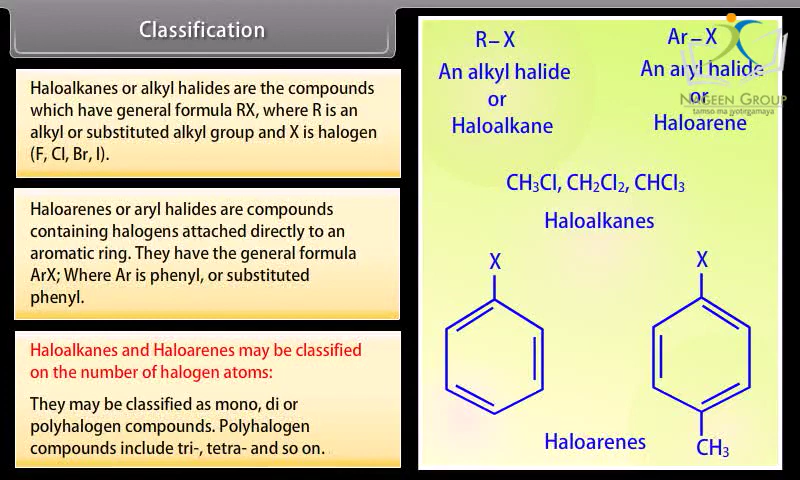 Classification
Haloalkanes or alkyl halides are the compounds
which have general formula RX, where R is an
alkyl or substituted alkyl group and X is halogen
(F, Cl, Br, I).
Haloarenes or aryl halides are compounds
containing halogens attached directly to an
aromatic ring. They have the general formula
ArX; Where Ar is phenyl, or substituted
phenyl.
Haloalkanes and Haloarenes may be classified
on the number of halogen atoms:
They may be classified as mono, di or
polyhalogen compounds. Polyhalogen
compounds include tri-, tetra- and so on.
R – X
An alkyl halide
or
Haloalkane
Ar – X
An aryl halide
or
Haloarene
NAGEEN GROUP
tamso ma jyotirgamaya
CH₃Cl, CH₂Cl₂, CHCl₃
Haloalkanes
X
X
Haloarenes
CH₃